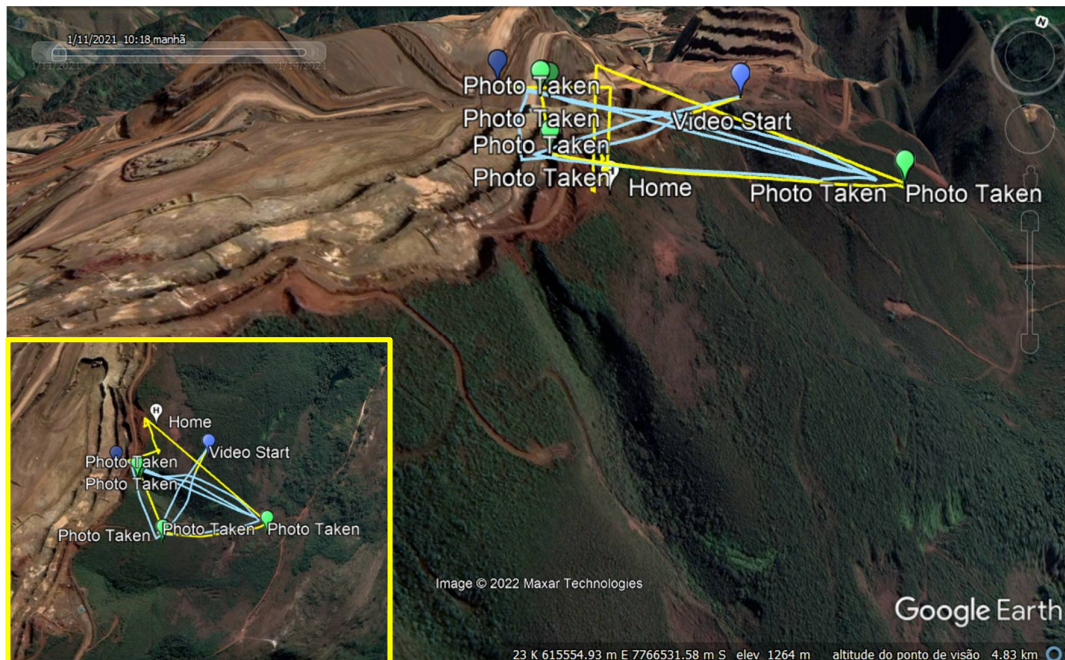 1/11/2021 10:18 manhã
Photo Taken
Photo Taken
Video Start
Photo Taken
Photo Taken
Home
Photo Taken
Photo Taken
H
Home
Video Start
Photo Taken
Photo Taken
Photo Taken
Photo Taken
Photo Taken
Image © 2022 Maxar Technologies
Google Earth
23 K 615554.93 m E 7766531.58 m S elev 1264 m altitude do ponto de visão 4.83 km
N